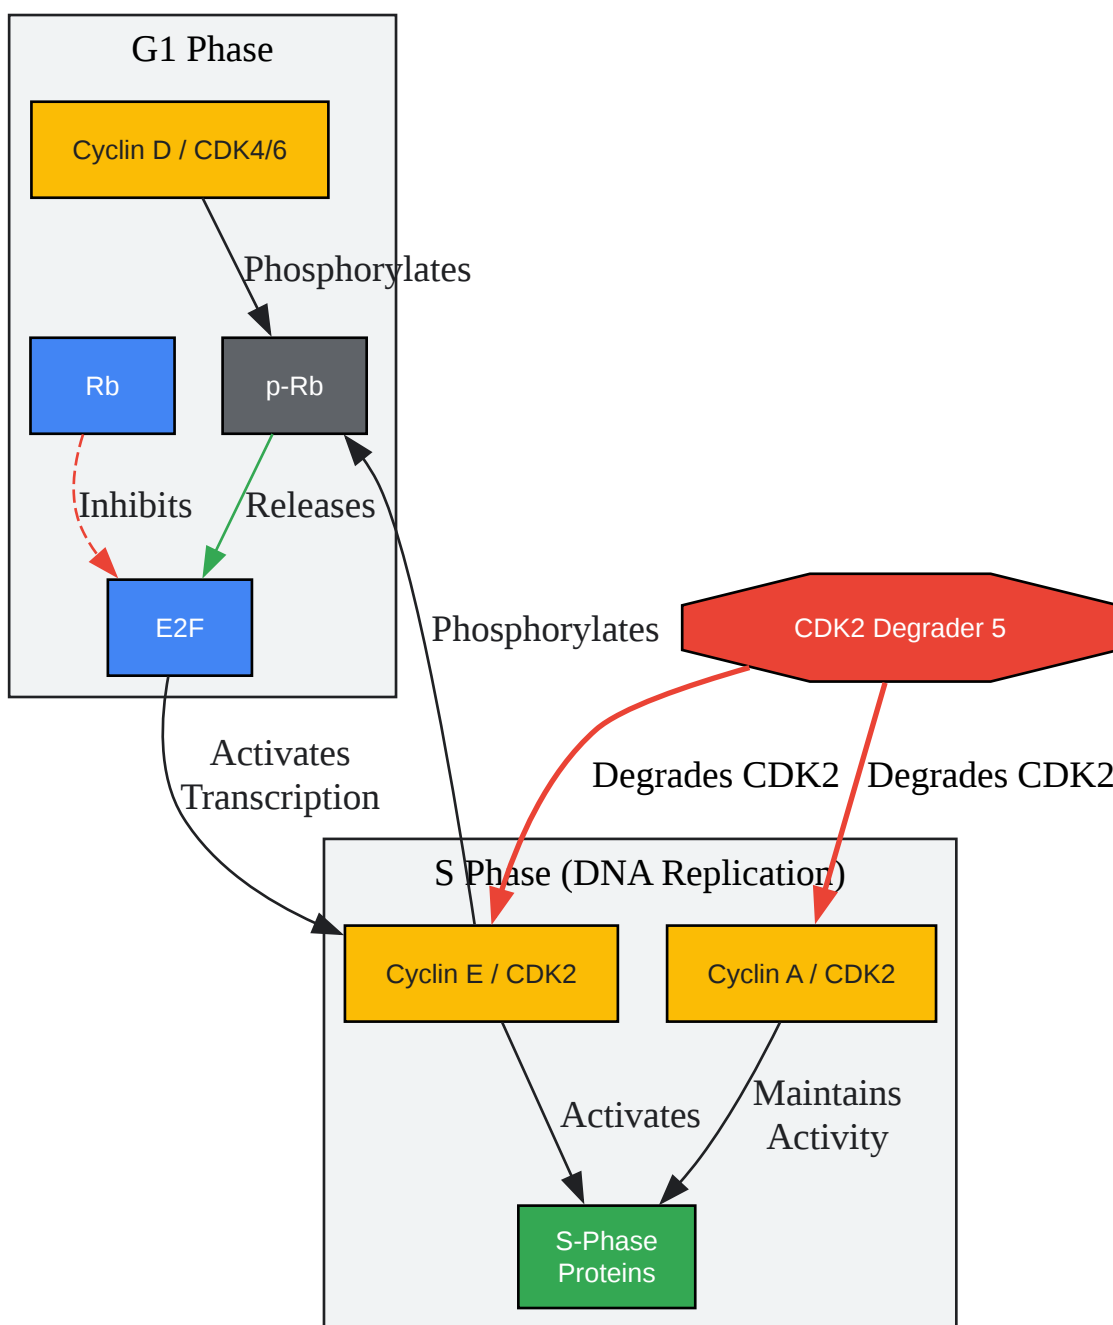 G1 Phase
Cyclin D / CDK4/6
Phosphorylates
Rb
p-Rb
Inhibits
Releases
E2F
Phosphorylates
CDK2 Degrader 5
Activates
Transcription
Degrades CDK2
Degrades CDK2
S Phase (DNA Replication)
Cyclin E / CDK2
Cyclin A / CDK2
Activates
Maintains
Activity
S-Phase
Proteins